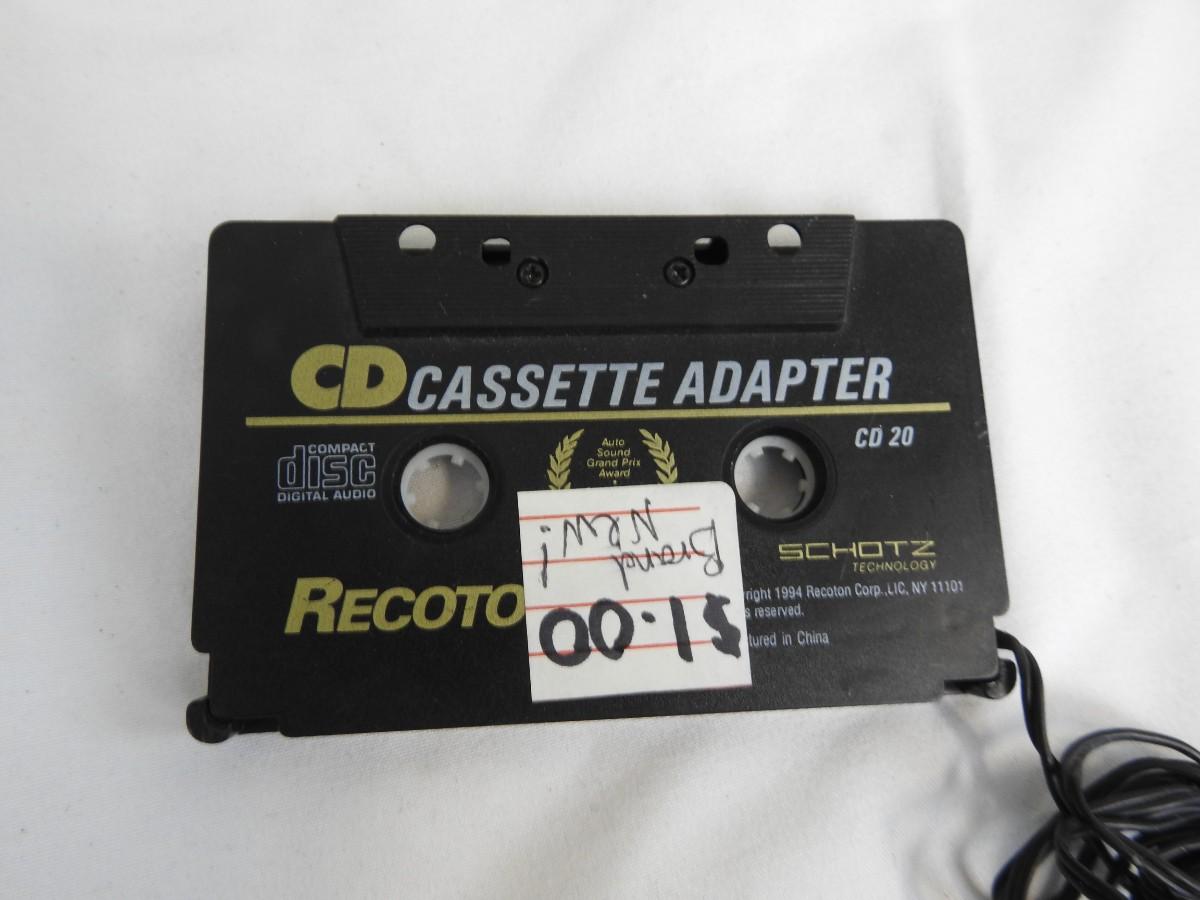 CD CASSETTE ADAPTER
CD 20
COMPACT
disc
DIGITAL AUDIO
Auto
Sound
Grand Prix
Award
SCHOTZ
TECHNOLOGY
RECOTO
right 1994 Recoton Corp.,LIC, NY 11101
s reserved.
tured in China
Brand
New!
$1.00